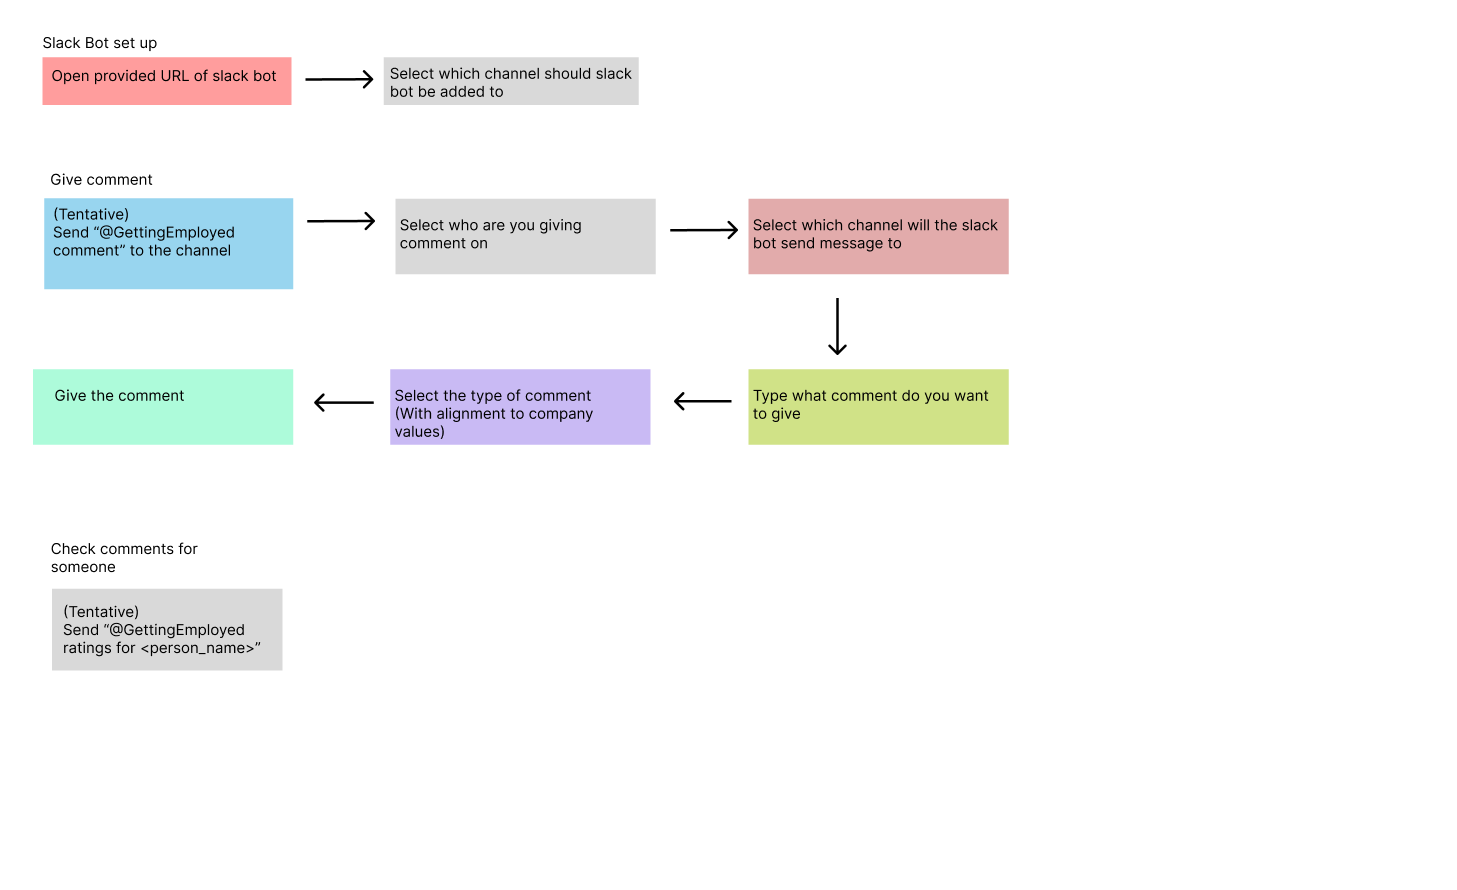 Slack Bot set up
Open provided URL of slack bot
Select which channel should slack
bot be added to
Give comment
(Tentative)
Send “@GettingEmployed
comment” to the channel
Select who are you giving
comment on
Select which channel will the slack
bot send message to
Give the comment
Select the type of comment
(With alignment to company
values)
Type what comment do you want
to give
Check comments for
someone
(Tentative)
Send “@GettingEmployed
ratings for <person_name>”